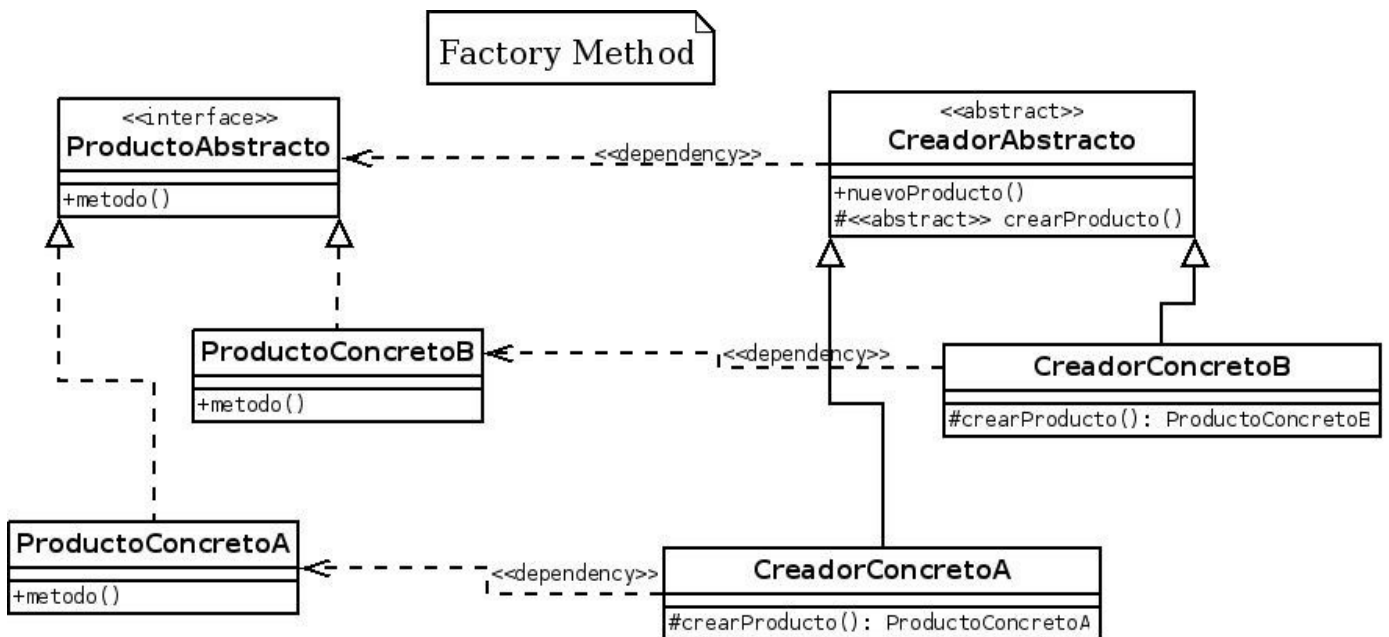 Factory Method
<<interface>>
ProductoAbstracto
+metodo()
<<dependency>>
<<abstract>>
CreadorAbstracto
+nuevoProducto()
#<<abstract>> crearProducto()
ProductoConcretoB
+metodo()
<<dependency>>
CreadorConcretoB
#crearProducto(): ProductoConcretoB
ProductoConcretoA
+metodo()
<<dependency>>
CreadorConcretoA
#crearProducto(): ProductoConcretoA